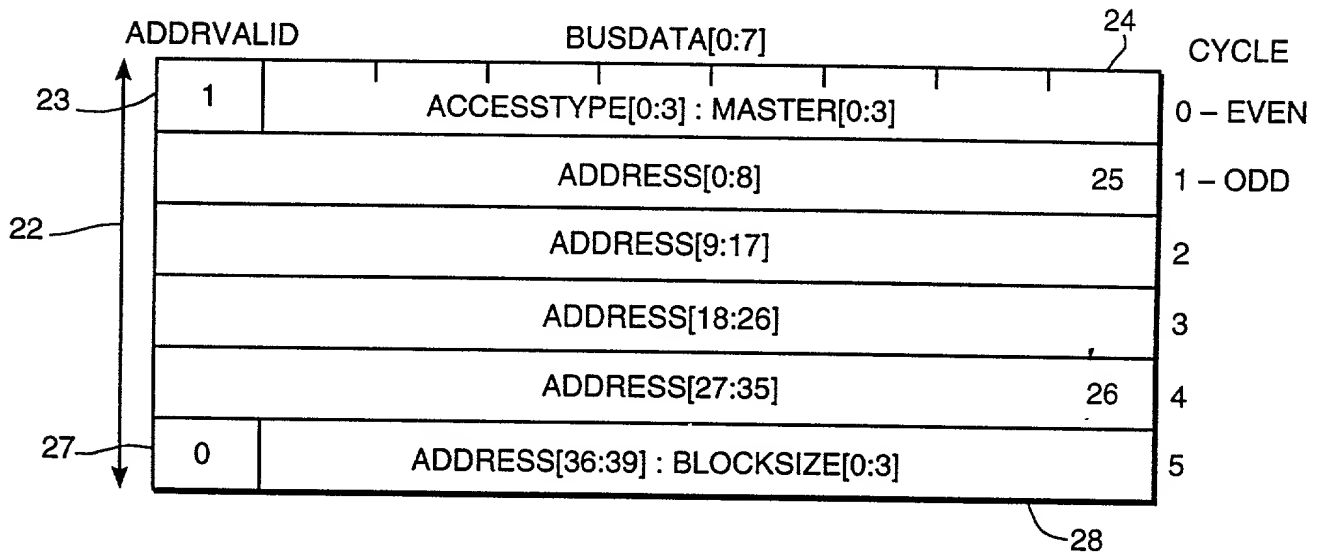 ADDRVALID BUSDATA[0:7] 24 CYCLE
23 1 ACCESSTYPE[0:3] : MASTER[0:3] 0 – EVEN
ADDRESS[0:8] 25 1 – ODD
22 ADDRESS[9:17] 2
ADDRESS[18:26] 3
ADDRESS[27:35] 26 4
27 0 ADDRESS[36:39] : BLOCKSIZE[0:3] 5
28